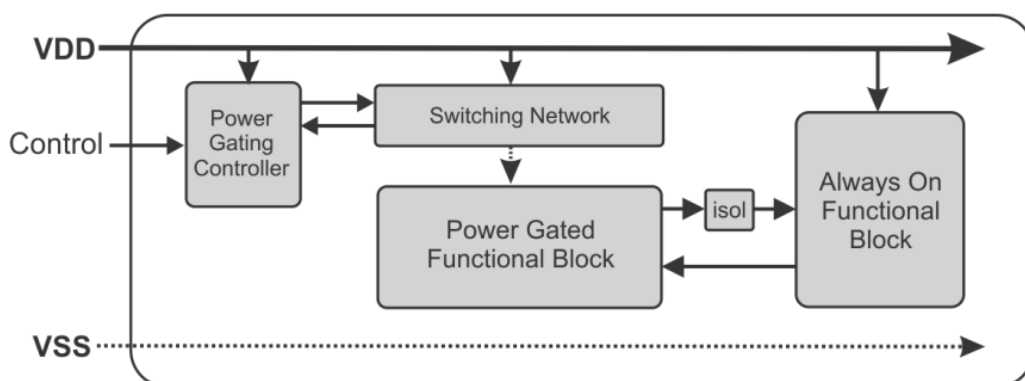 VDD
Control
Power
Gating
Controller
Switching Network
Power Gated
Functional Block
isol
Always On
Functional
Block
VSS